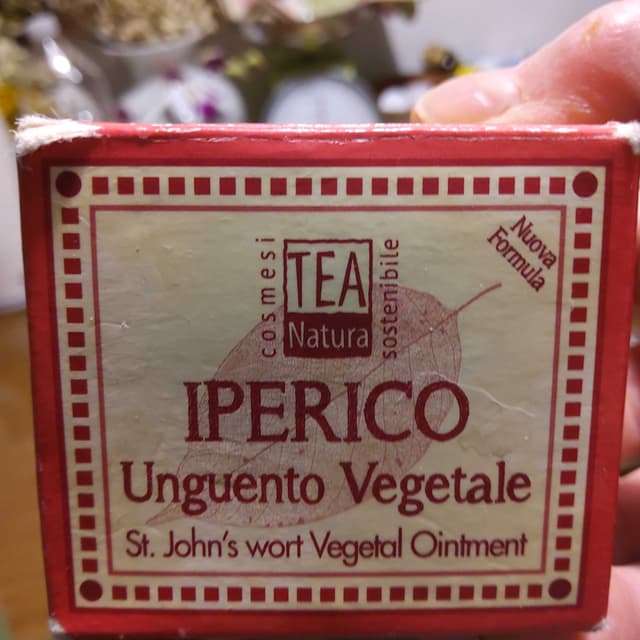 Nuova
Formula
cosmesi
TEA
Natura
sostenibile
IPERICO
Unguento Vegetale
St. John's wort Vegetal Ointment